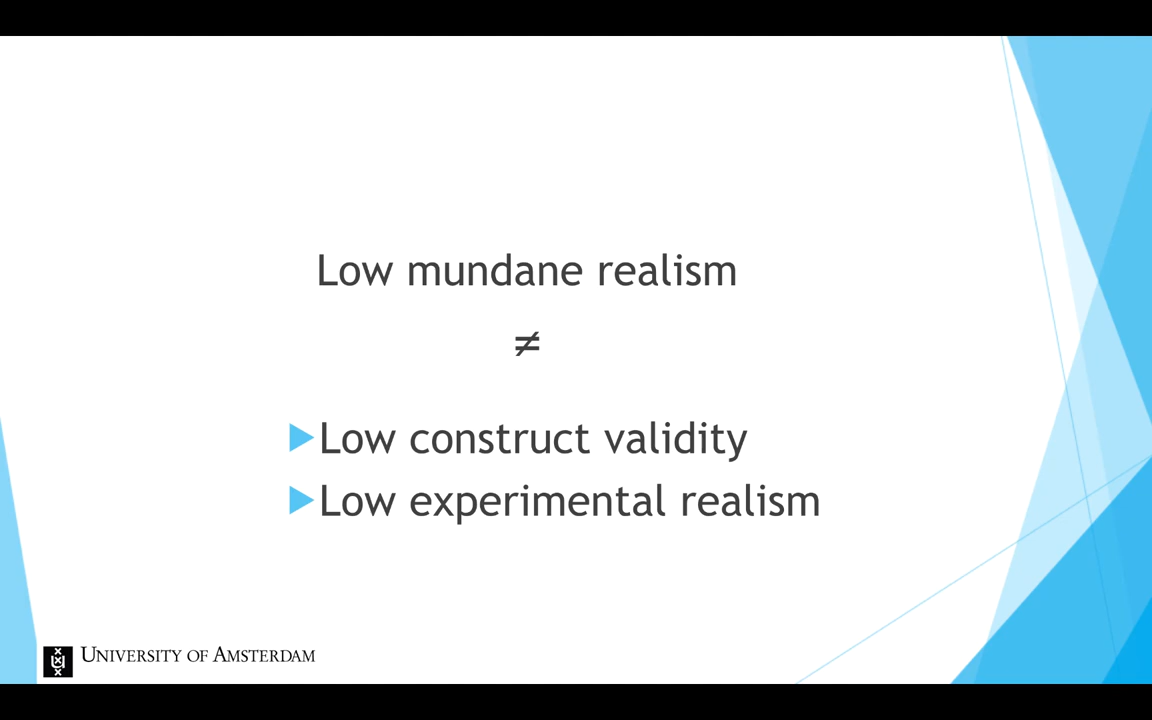 Low mundane realism
≠
Low construct validity
Low experimental realism
UNIVERSITY OF AMSTERDAM